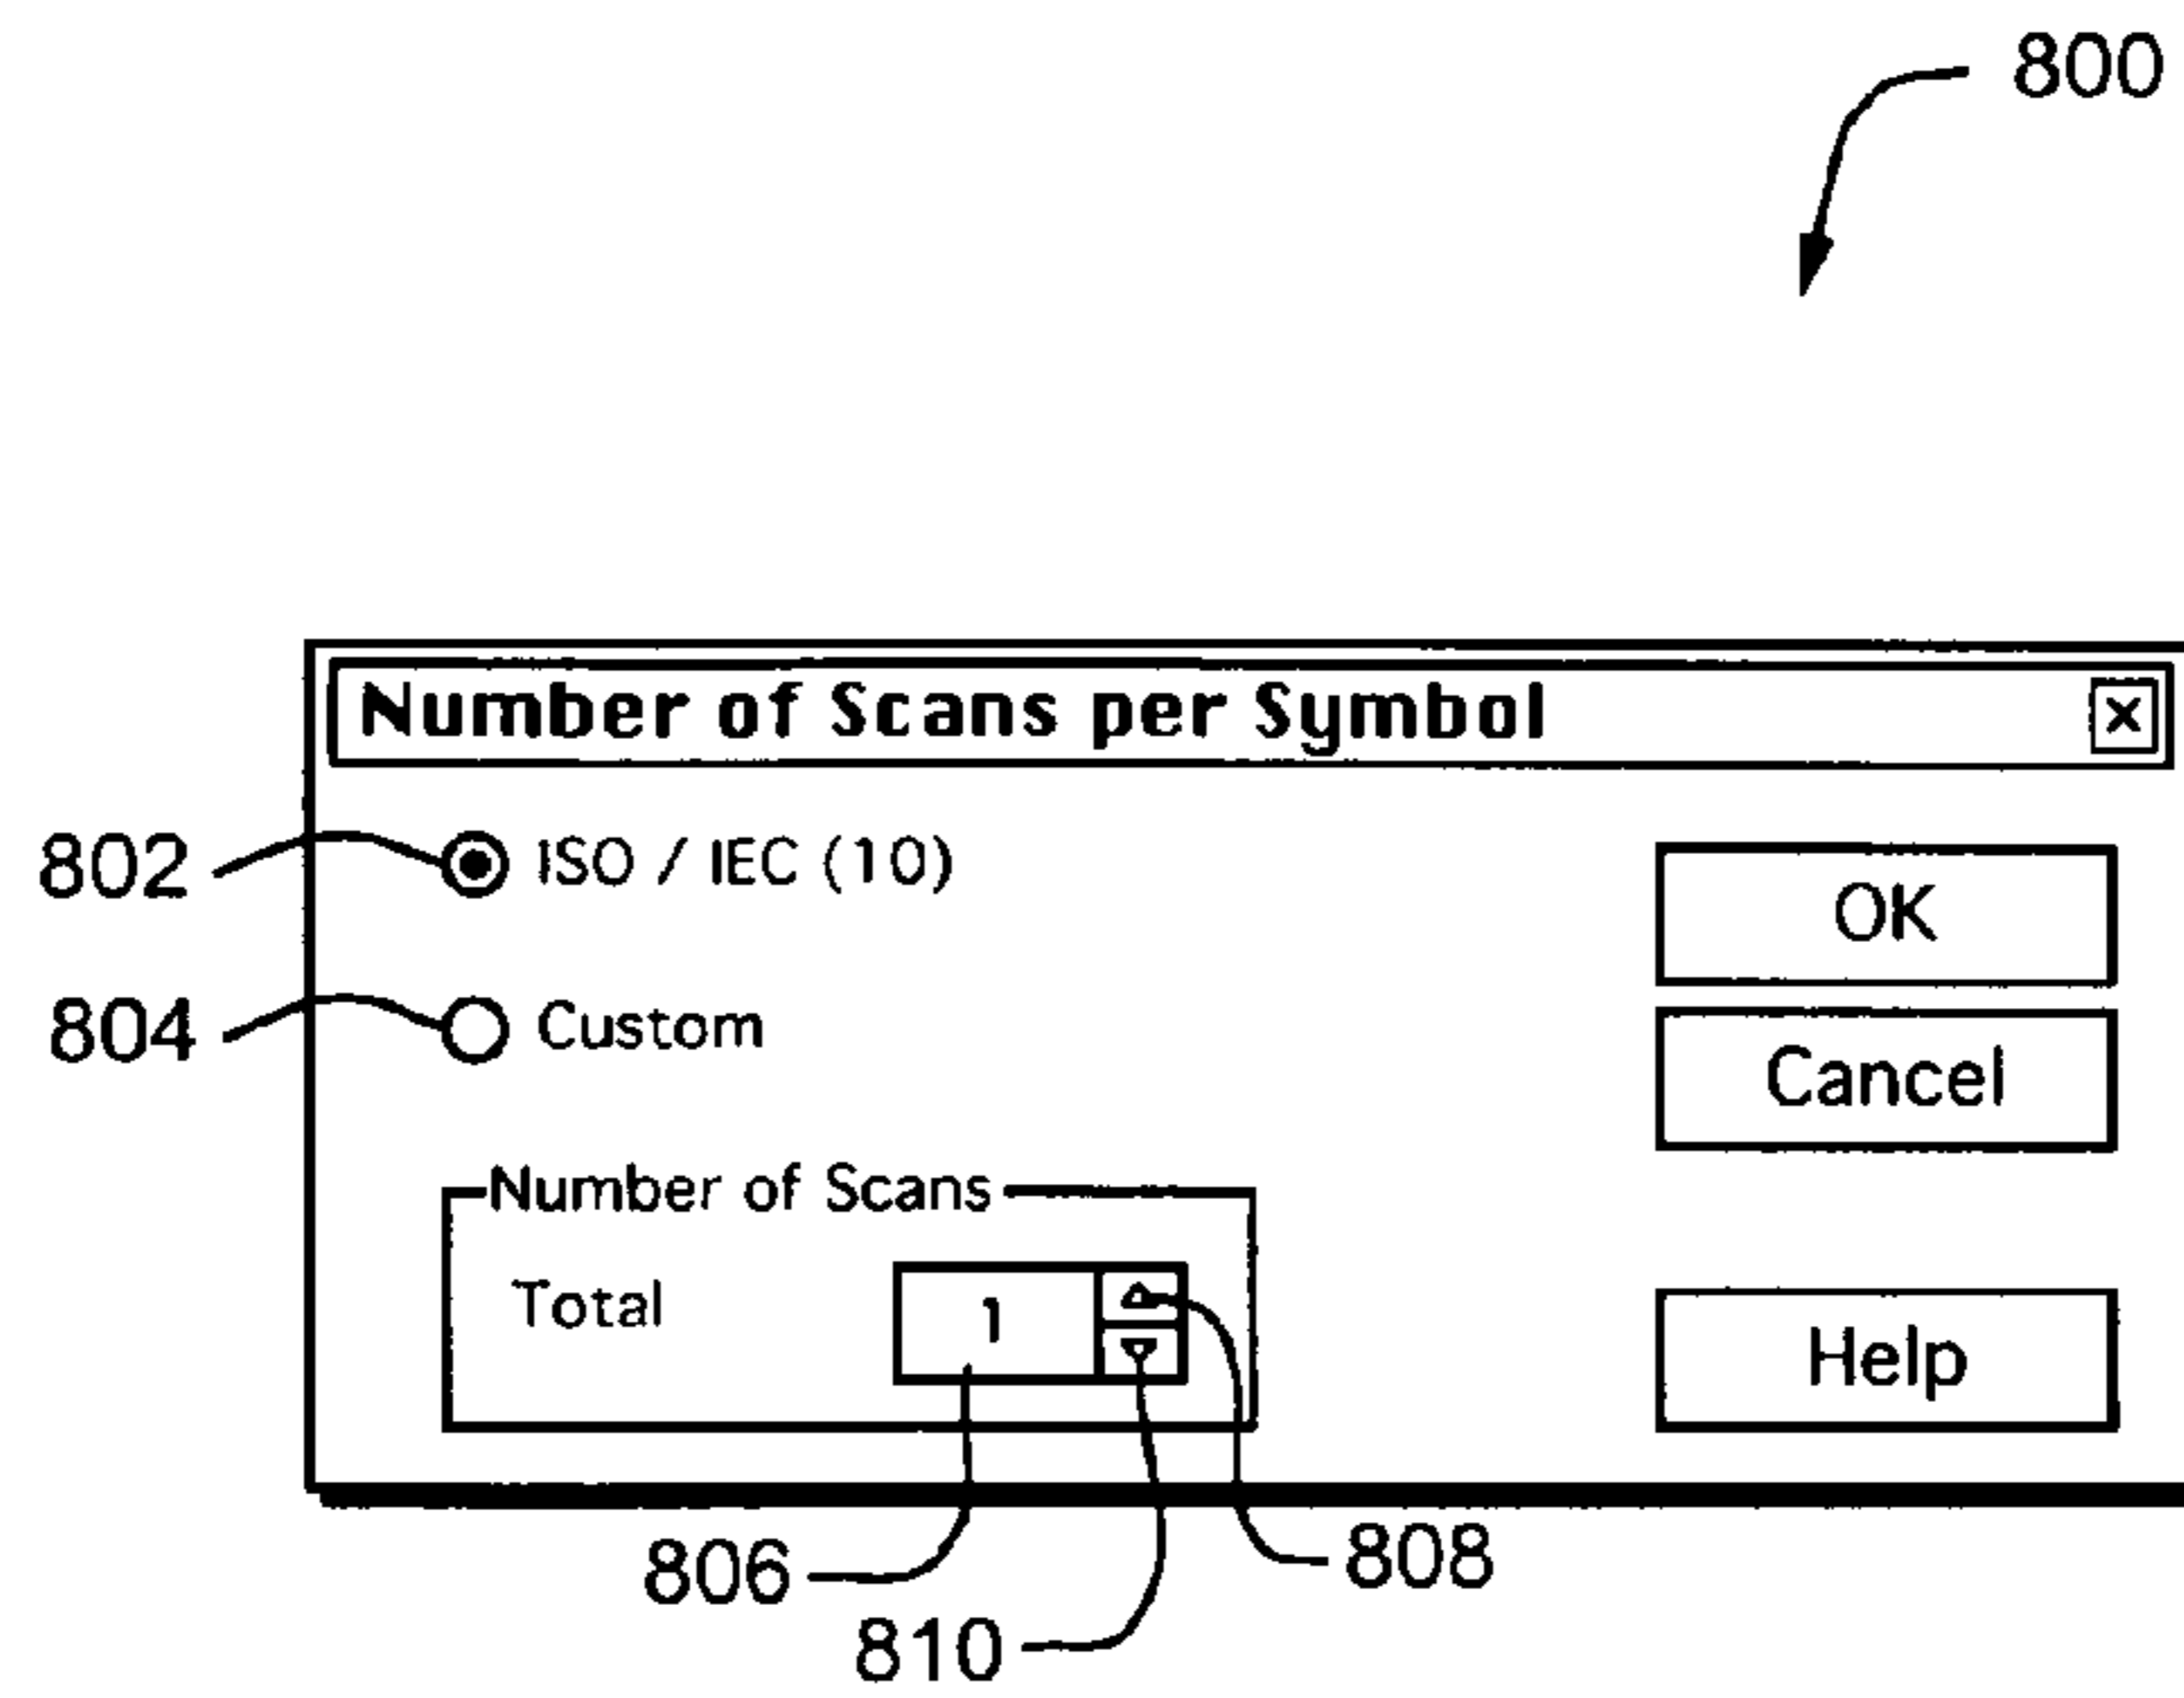 800
Number of Scans per Symbol X
802 ISO / IEC (10)
OK
804 Custom
Cancel
Number of Scans
Total 1
Help
806
808
810